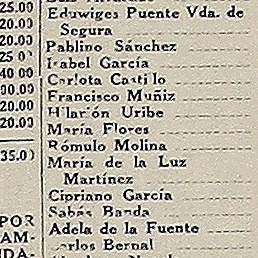 25.00
20.00
20.00
40 00
00.00
00.00
20.00
20.00
35.0
POR
Eduwiges Puente Vda. de
Segura
Pablino Sánchez
Isabel García
Carlota Castillo
Francisco Muñiz
Hilarión Uribe
María Flores
Rómulo Molina
María de la Luz
Martínez
Cipriano García
Sabás Banda
Adela de la Fuente
Carlos Bernal